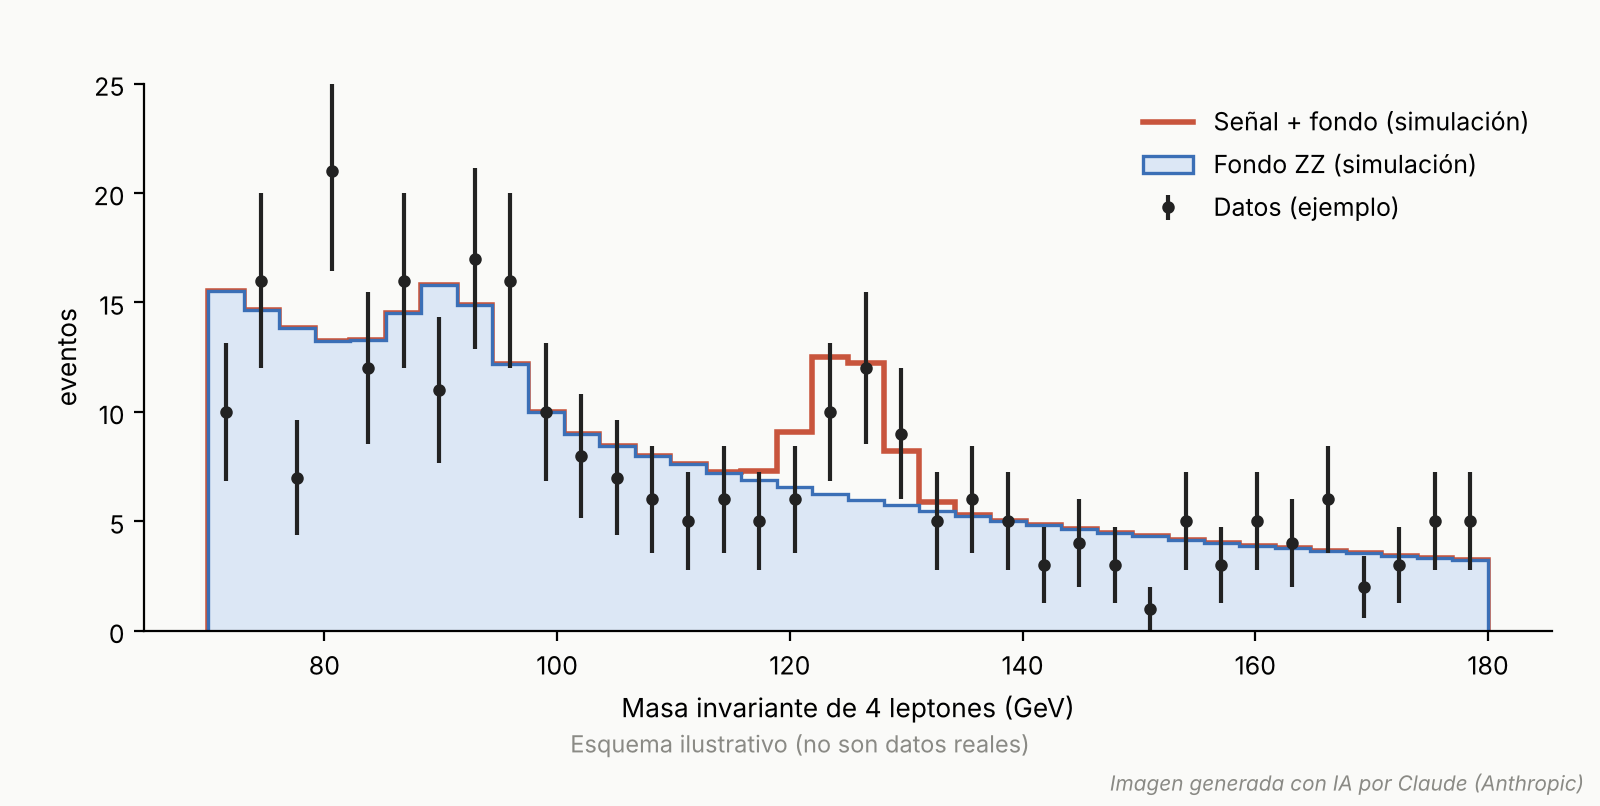 25
20
15
10
5
0
eventos
Señal + fondo (simulación)
Fondo ZZ (simulación)
Datos (ejemplo)
80 100 120 140 160 180
Masa invariante de 4 leptones (GeV)
Esquema ilustrativo (no son datos reales)
Imagen generada con IA por Claude (Anthropic)